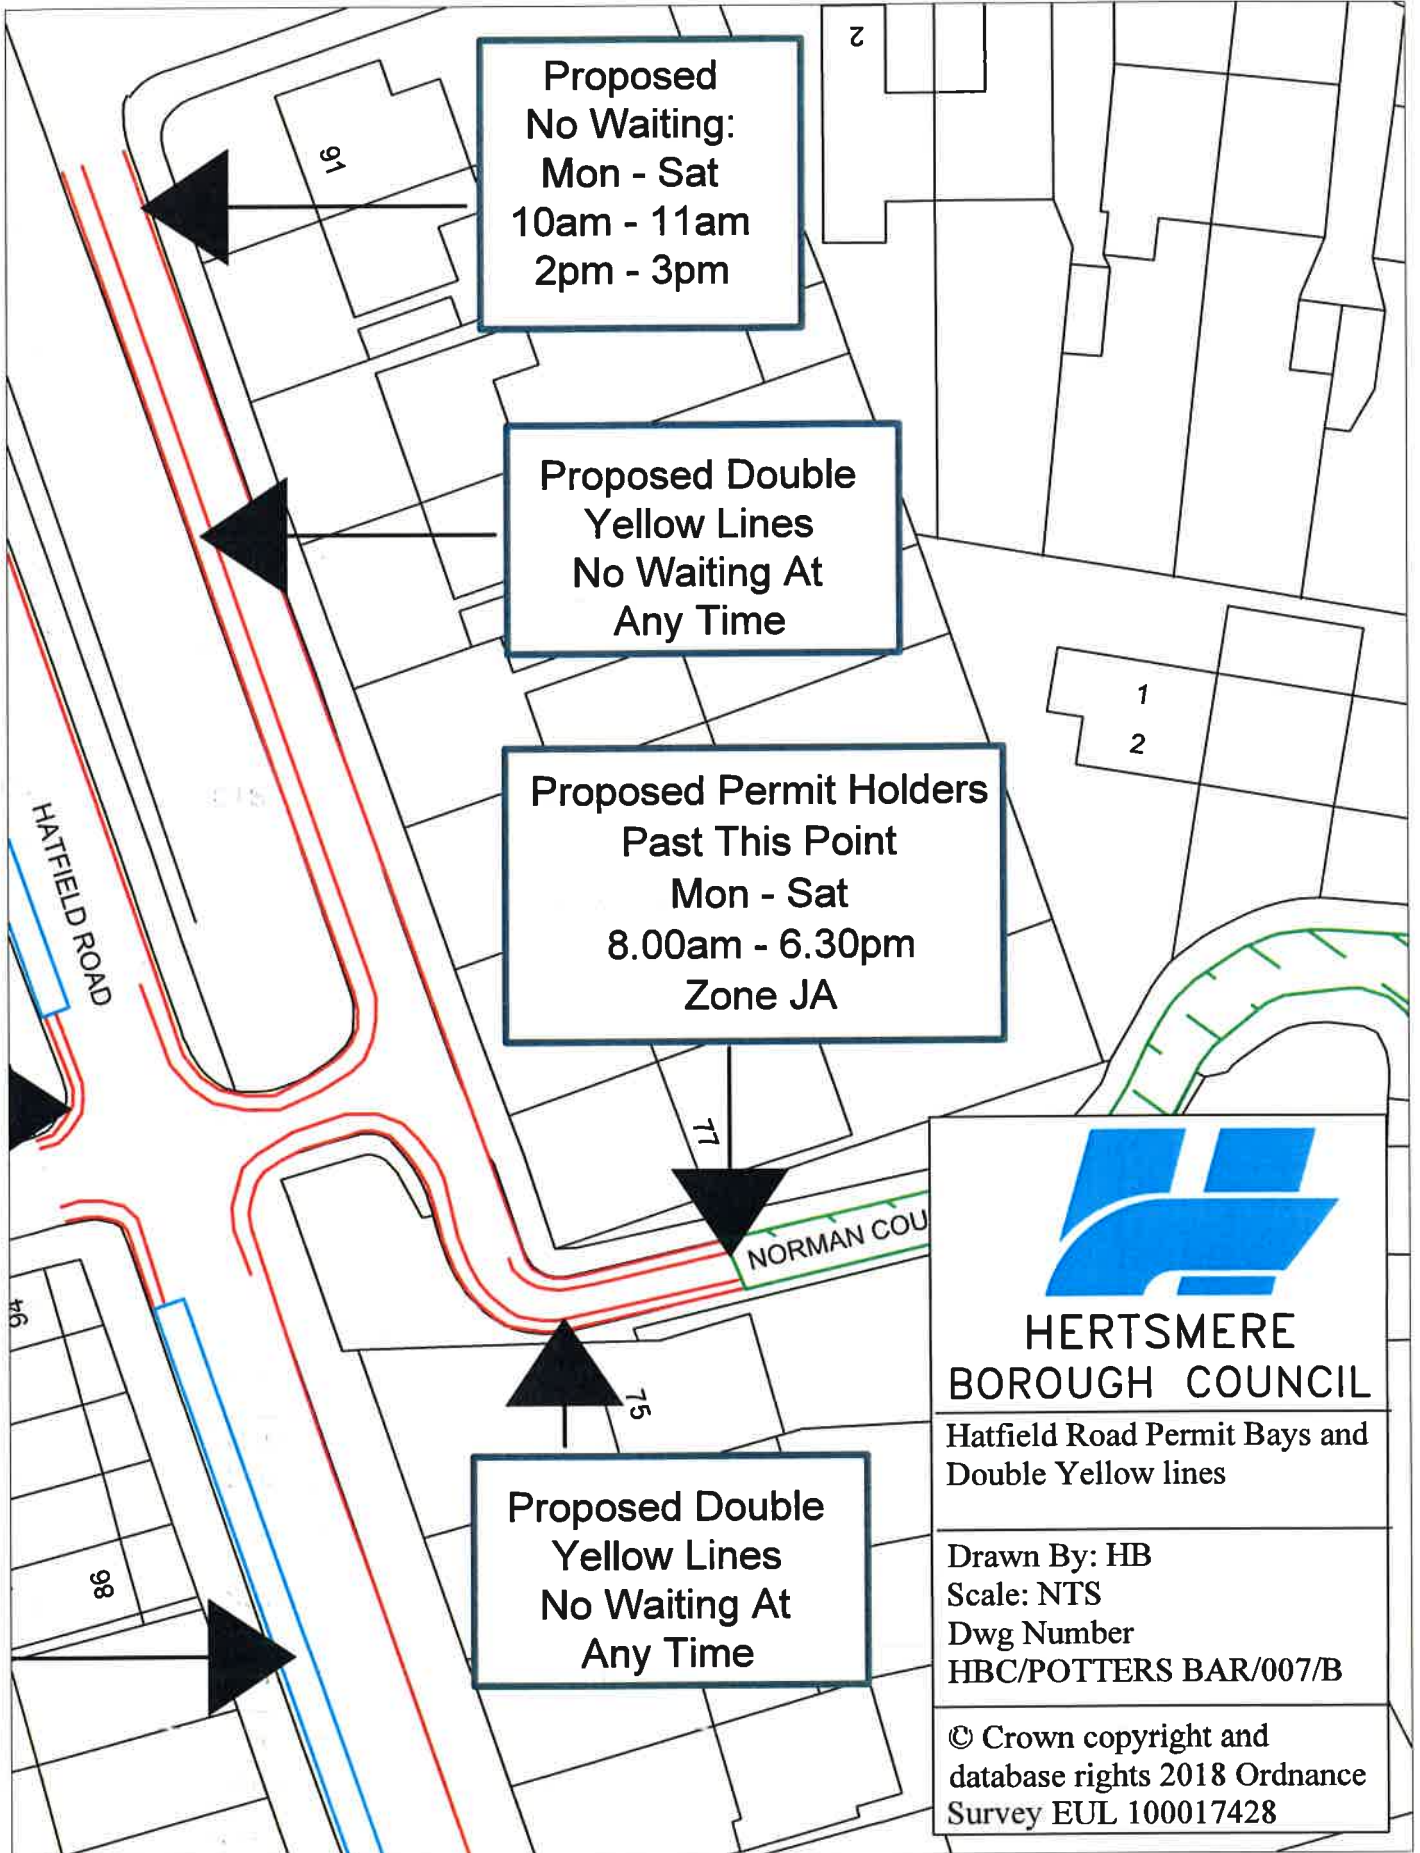 2
Proposed
No Waiting:
Mon - Sat
10am - 11am
2pm - 3pm
91
Proposed Double
Yellow Lines
No Waiting At
Any Time
1
2
Proposed Permit Holders
Past This Point
Mon - Sat
8.00am - 6.30pm
Zone JA
HATFIELD ROAD
77
NORMAN COU
94
75
98
Proposed Double
Yellow Lines
No Waiting At
Any Time
HERTSMERE
BOROUGH COUNCIL
Hatfield Road Permit Bays and
Double Yellow lines
Drawn By: HB
Scale: NTS
Dwg Number
HBC/POTTERS BAR/007/B
© Crown copyright and
database rights 2018 Ordnance
Survey EUL 100017428